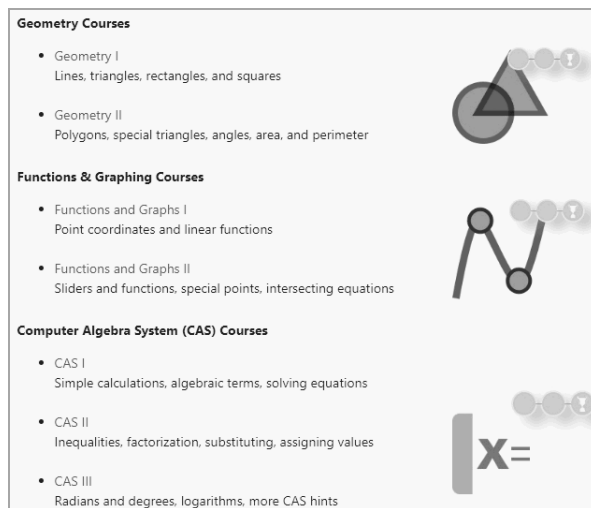 Geometry Courses
Geometry I
Lines, triangles, rectangles, and squares
Geometry II
Polygons, special triangles, angles, area, and perimeter
Functions & Graphing Courses
Functions and Graphs I
Point coordinates and linear functions
Functions and Graphs II
Sliders and functions, special points, intersecting equations
Computer Algebra System (CAS) Courses
CAS I
Simple calculations, algebraic terms, solving equations
CAS II
Inequalities, factorization, substituting, assigning values
x=
CAS III
Radians and degrees, logarithms, more CAS hints